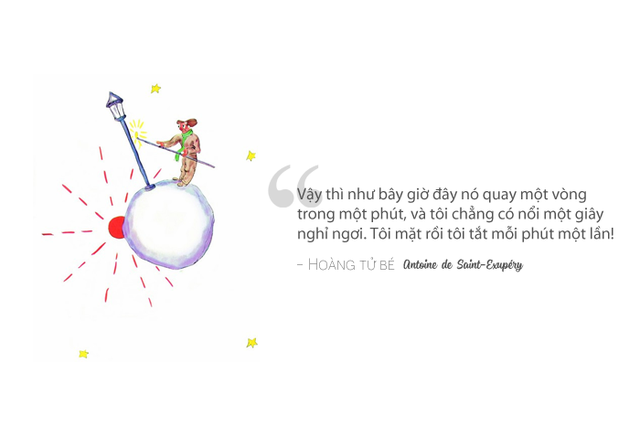 Vậy thì như bây giờ đây nó quay một vòng
trong một phút, và tôi chẳng có nổi một giây
nghỉ ngơi. Tôi mặt rồi tôi tắt mỗi phút một lần!
– HOÀNG TỬ BÉ Antoine de Saint-Exupéry